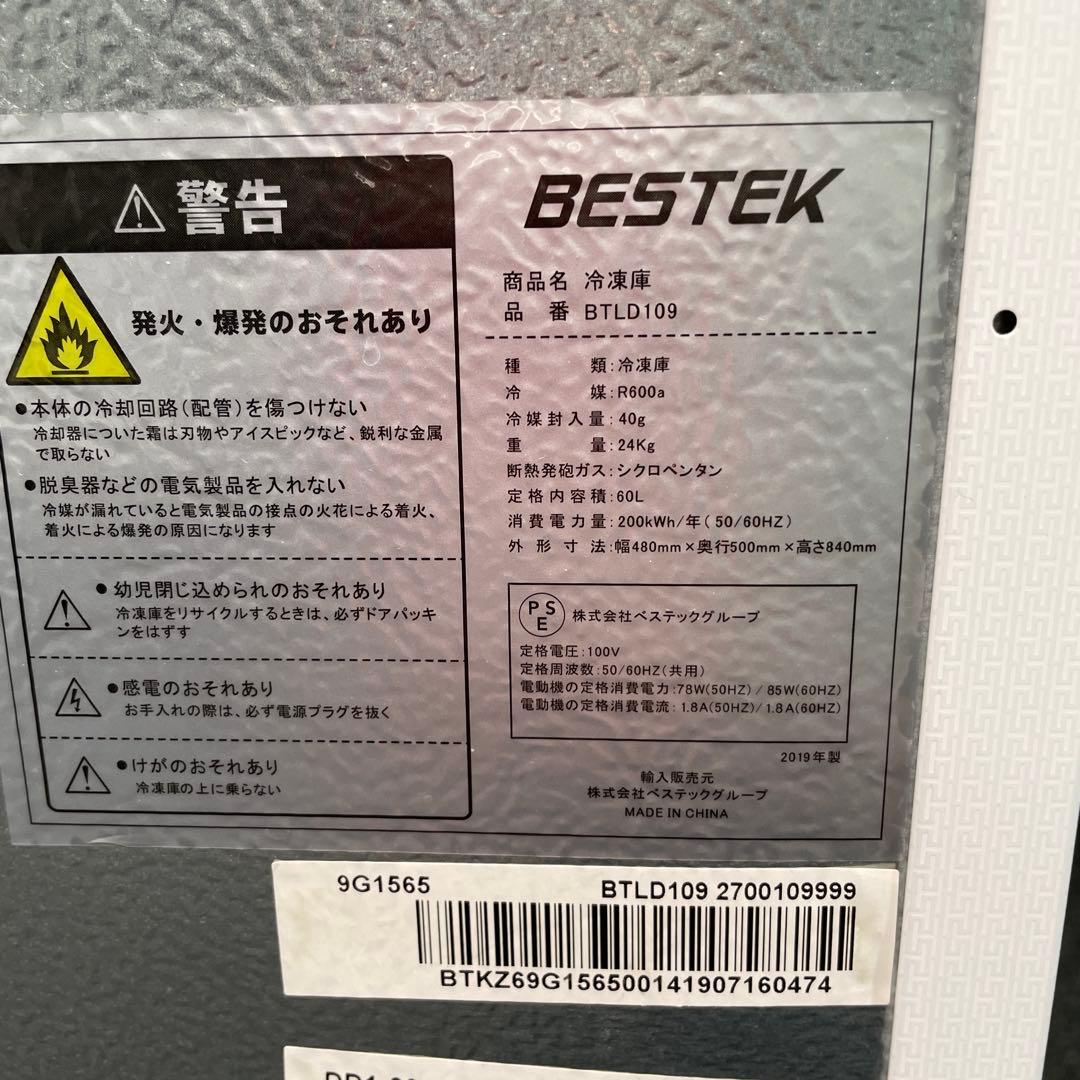 警告
発火・爆発のおそれあり
●本体の冷却回路(配管)を傷つけない
冷却器についた霜は刃物やアイスピックなど、鋭利な金属
で取らない
●脱臭器などの電気製品を入れない
冷媒が漏れていると電気製品の接点の火花による着火、
着火による爆発の原因になります
●幼児閉じ込められのおそれあり
冷凍庫をリサイクルするときは、必ずドアパッキ
ンをはずす
●感電のおそれあり
お手入れの際は、必ず電源プラグを抜く
●けがのおそれあり
冷凍庫の上に乗らない
BESTEK
商品名 冷凍庫
品番 BTLD109
種類:冷凍庫
冷媒:R600a
冷媒封入量:40g
重量:24Kg
断熱発砲ガス:シクロペンタン
定格内容積:60L
消費電力量:200kWh/年(50/60HZ)
外形寸法:幅480mm×奥行500mm×高さ840mm
PSE 株式会社ベステックグループ
定格電圧:100V
定格周波数:50/60HZ(共用)
電動機の定格消費電力:78W(50HZ)/85W(60HZ)
電動機の定格消費電流:1.8A(50HZ)/1.8A(60HZ)
2019年製
輸入販売元
株式会社ベステックグループ
MADE IN CHINA
9G1565 BTLD109 2700109999
BTKZ69G156500141907160474